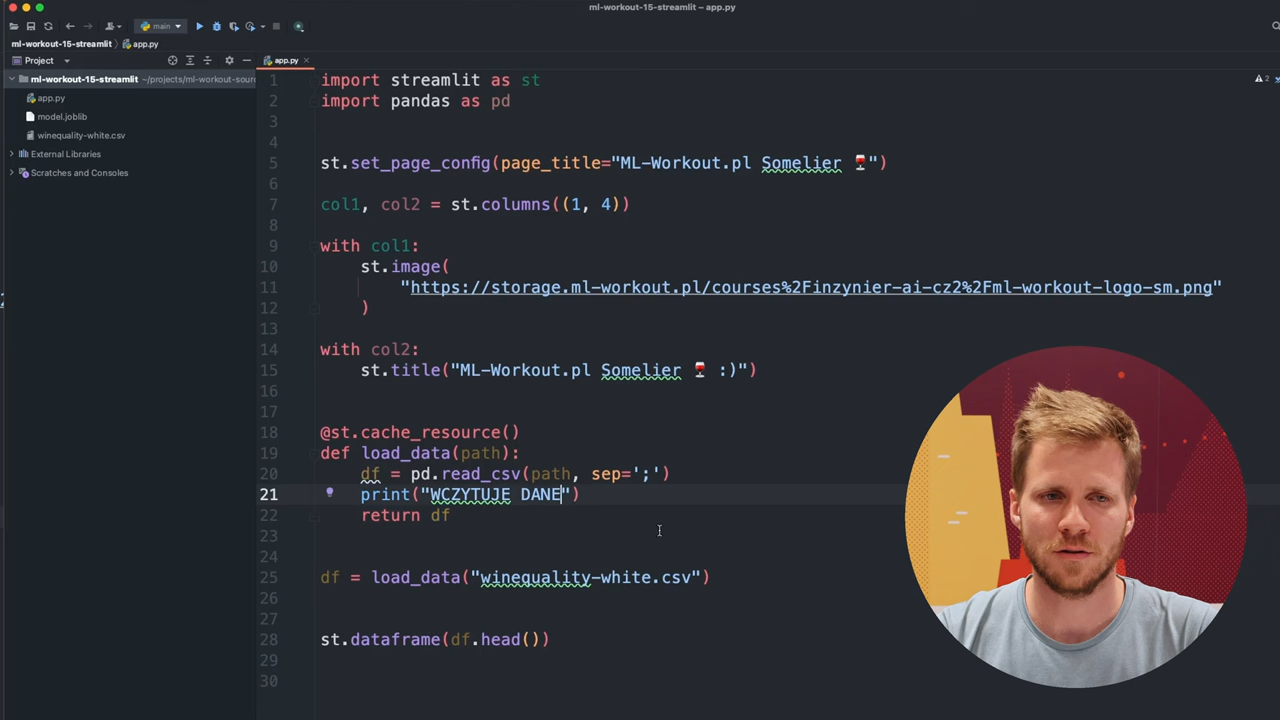 ml-workout-15-streamlit – app.py
main
ml-workout-15-streamlit app.py
Project
app.py
ml-workout-15-streamlit ~/projects/ml-workout-sour
app.py
model.joblib
winequality-white.csv
External Libraries
Scratches and Consoles
2
1 import streamlit as st
2 import pandas as pd
3
4
5 st.set_page_config(page_title="ML-Workout.pl Somelier 🍷")
6
7 col1, col2 = st.columns((1, 4))
8
9 with col1:
10 st.image(
11 "https://storage.ml-workout.pl/courses%2Finzynier-ai-cz2%2Fml-workout-logo-sm.png"
12 )
13
14 with col2:
15 st.title("ML-Workout.pl Somelier 🍷 :)")
16
17
18 @st.cache_resource()
19 def load_data(path):
20 df = pd.read_csv(path, sep=';')
21 print("WCZYTUJE DANE")
22 return df
23
24
25 df = load_data("winequality-white.csv")
26
27
28 st.dataframe(df.head())
29
30